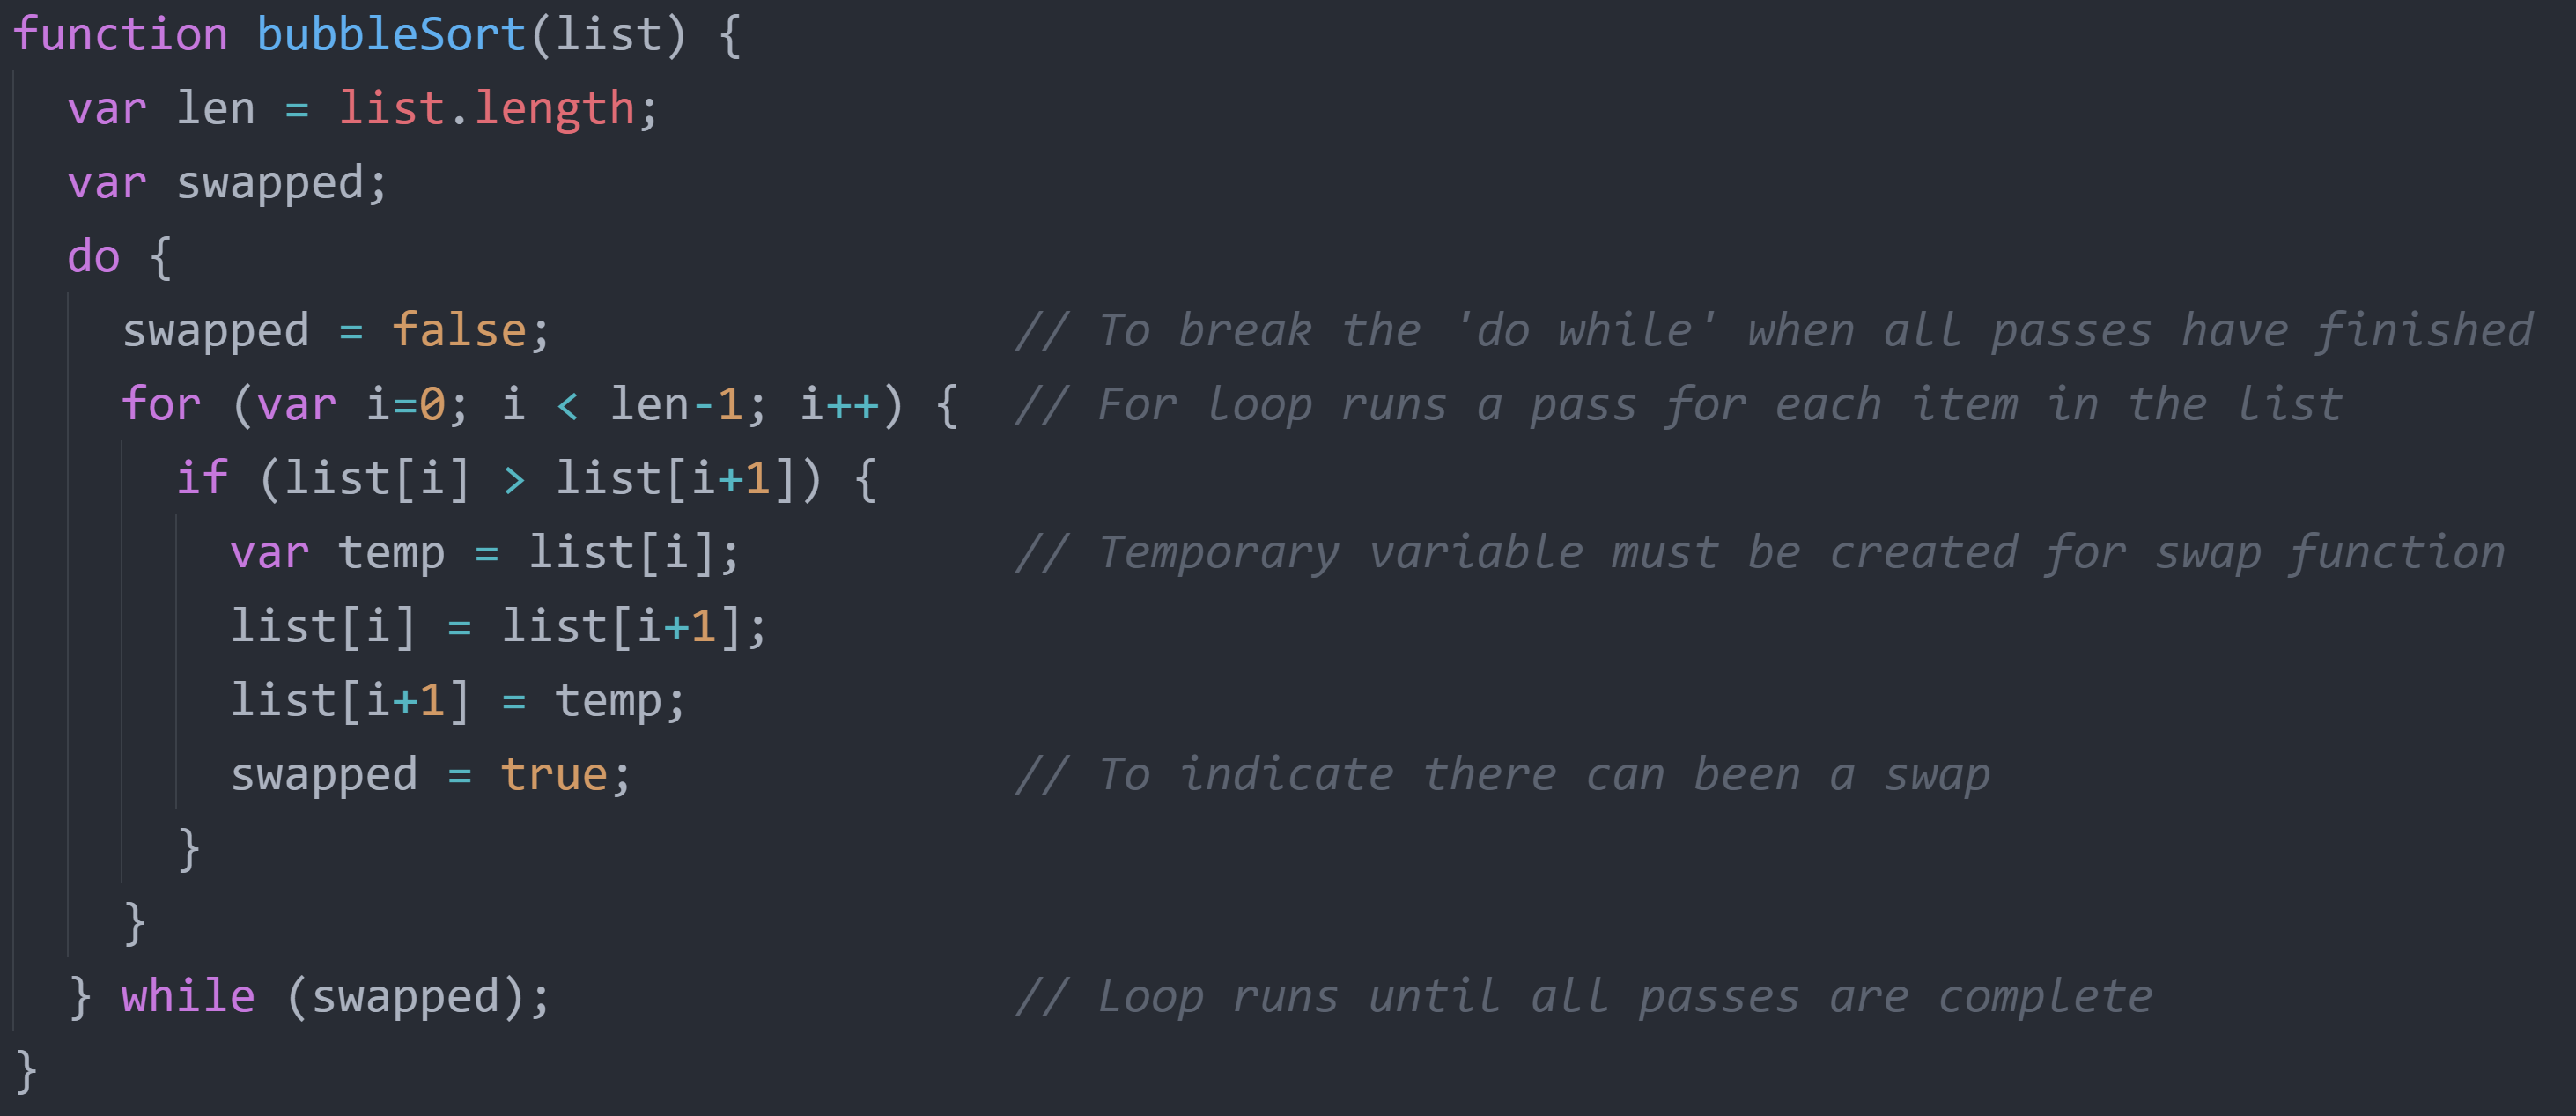 function bubbleSort(list) {
  var len = list.length;
  var swapped;
  do {
    swapped = false;                 // To break the 'do while' when all passes have finished
    for (var i=0; i < len-1; i++) {  // For loop runs a pass for each item in the list
      if (list[i] > list[i+1]) {
        var temp = list[i];          // Temporary variable must be created for swap function
        list[i] = list[i+1];
        list[i+1] = temp;
        swapped = true;              // To indicate there can been a swap
      }
    }
  } while (swapped);                 // Loop runs until all passes are complete
}